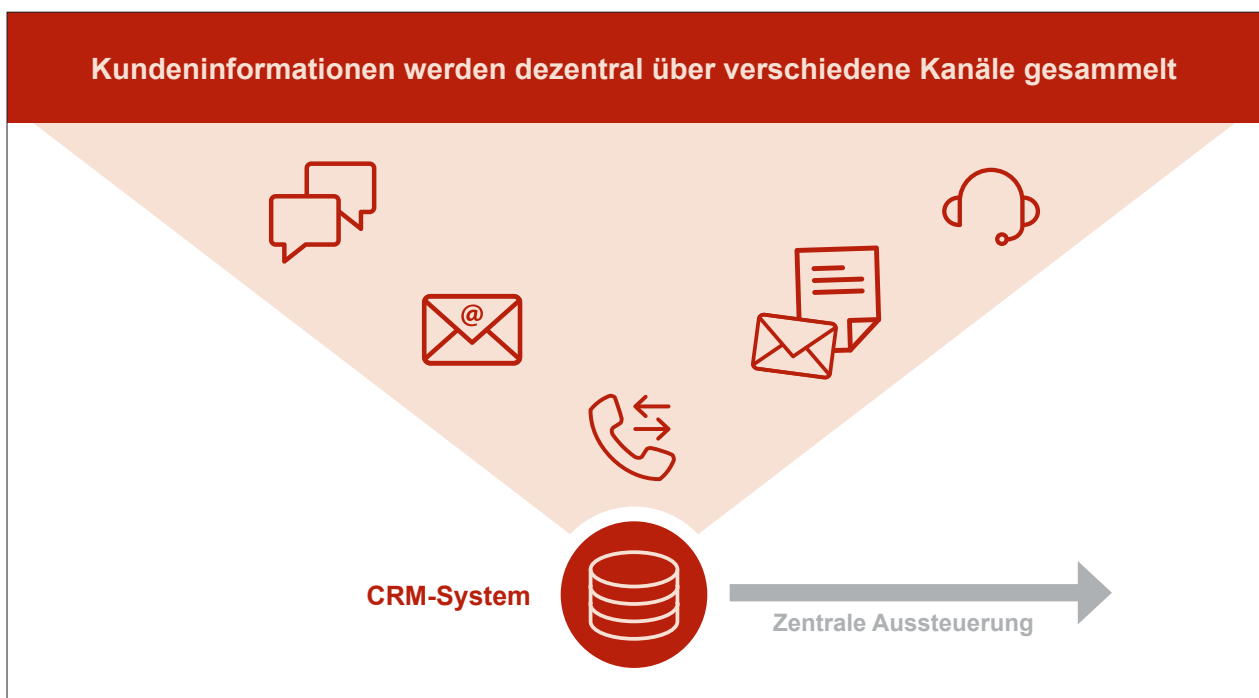 Kundeninformationen werden dezentral über verschiedene Kanäle gesammelt
@
CRM-System
Zentrale Aussteuerung